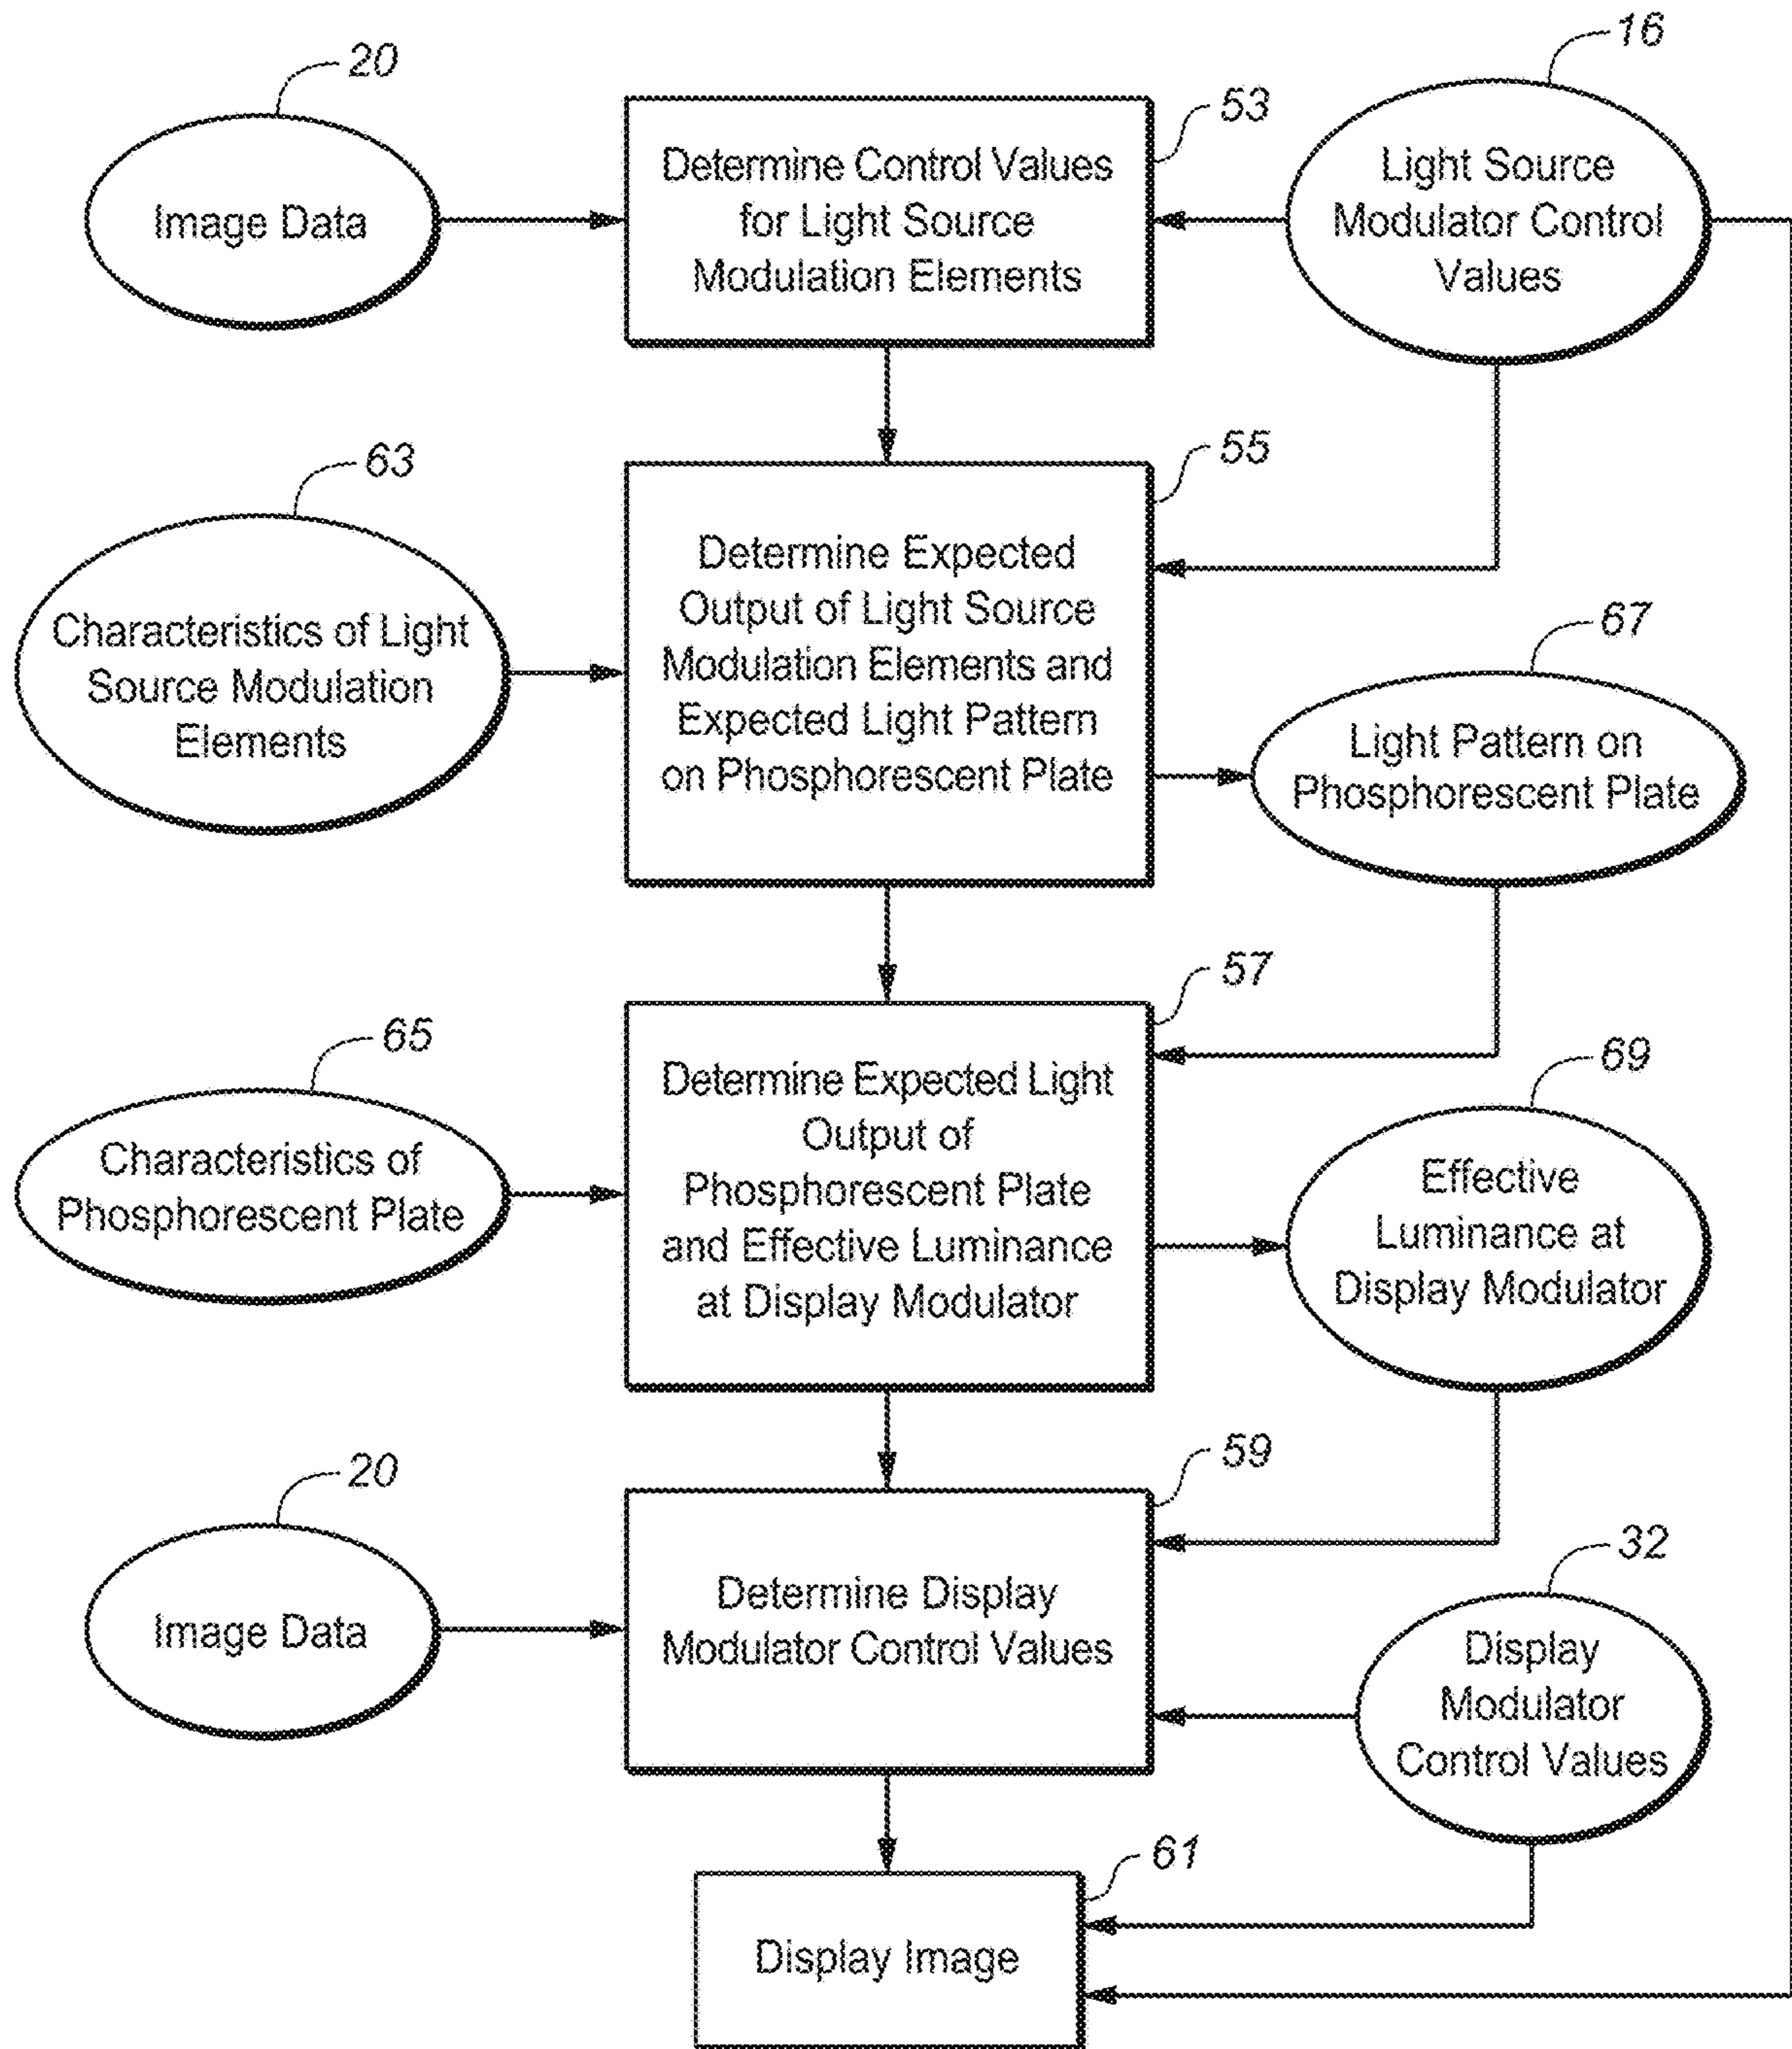 20
16
53
Image Data
Determine Control Values
for Light Source
Modulation Elements
Light Source
Modulator Control
Values
63
55
Characteristics of Light
Source Modulation
Elements
Determine Expected
Output of Light Source
Modulation Elements and
Expected Light Pattern
on Phosphorescent Plate
67
Light Pattern on
Phosphorescent Plate
65
57
Characteristics of
Phosphorescent Plate
Determine Expected Light
Output of
Phosphorescent Plate
and Effective Luminance
at Display Modulator
69
Effective
Luminance at
Display Modulator
20
59
Image Data
Determine Display
Modulator Control Values
32
Display
Modulator
Control Values
61
Display Image